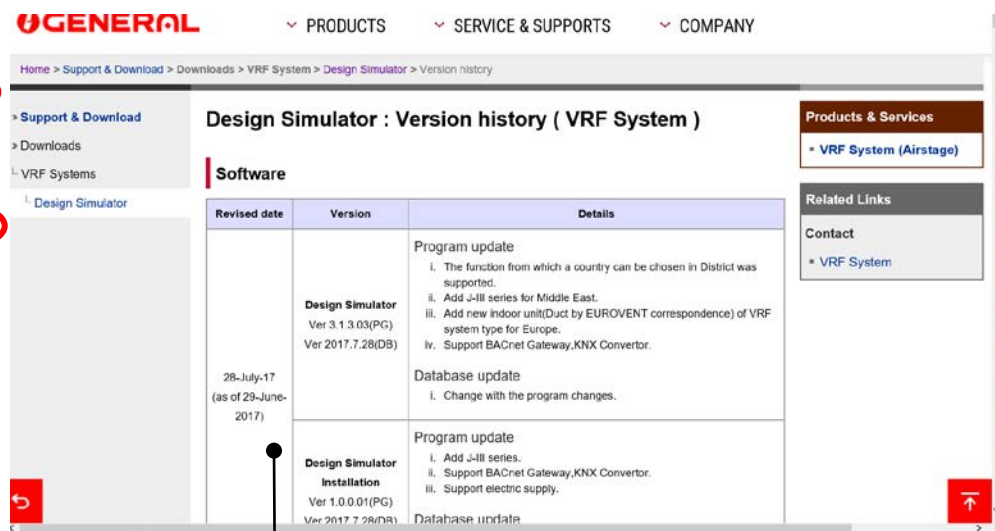 GENERAL
PRODUCTS
SERVICE & SUPPORTS
COMPANY
Home > Support & Download > Downloads > VRF System > Design Simulator > Version history
» Support & Download
» Downloads
VRF Systems
Design Simulator
Design Simulator : Version history ( VRF System )
Software
Revised date
Version
Details
28-July-17
(as of 29-June-
2017)
Design Simulator
Ver 3.1.3.03(PG)
Ver 2017.7.28(DB)
Program update
i. The function from which a country can be chosen in District was
supported.
ii. Add J-III series for Middle East.
iii. Add new indoor unit(Duct by EUROVENT correspondence) of VRF
system type for Europe.
iv. Support BACnet Gateway,KNX Convertor.
Database update
i. Change with the program changes.
Design Simulator
Installation
Ver 1.0.0.01(PG)
Ver 2017.7.28(DB)
Program update
i. Add J-III series.
ii. Support BACnet Gateway,KNX Convertor.
iii. Support electric supply.
Database update
Products & Services
VRF System (Airstage)
Related Links
Contact
VRF System